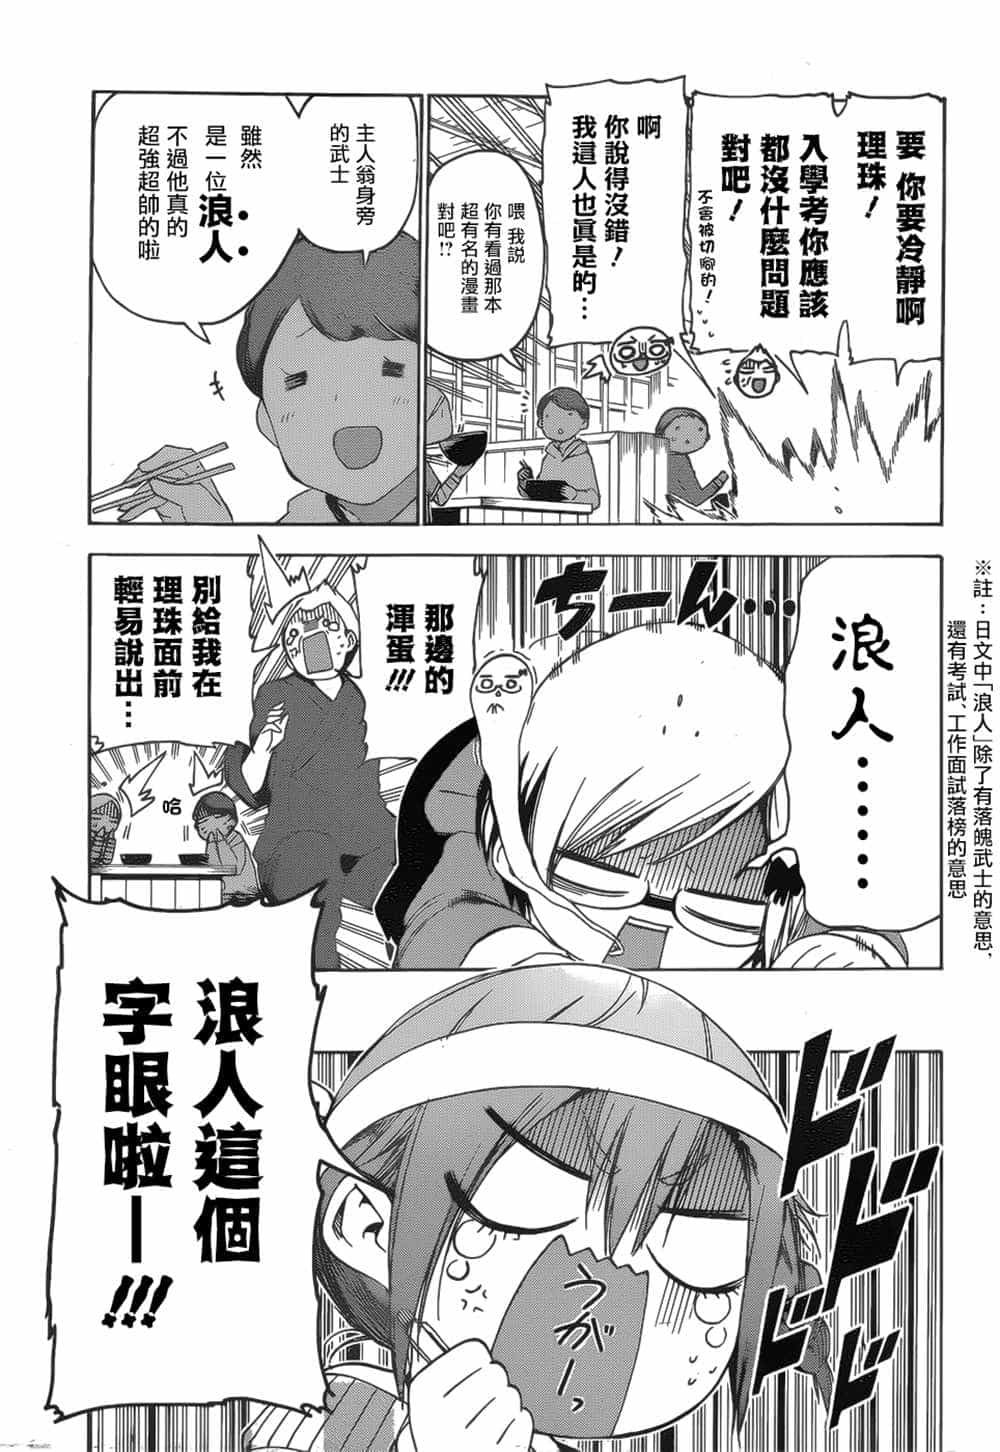 要 你要冷靜啊
理珠！
入學考你應該
都沒什麼問題
對吧！
不會被切腳的！
啊
你說得沒錯！
我這人也真是的…
喂 我說
你有看過那本
超有名的漫畫
對吧!?
主人翁身旁
的武士
雖然
是一位浪人
不過他真的
超強超帥的啦
浪人………
ちーん…
那邊的
渾蛋!!!
別給我在
理珠面前
輕易說出…
哈
※註：日文中「浪人」除了有落魄武士的意思，
還有考試、工作面試落榜的意思
ドドド
ドド
うがーっ
浪人這個
字眼啦ー!!!